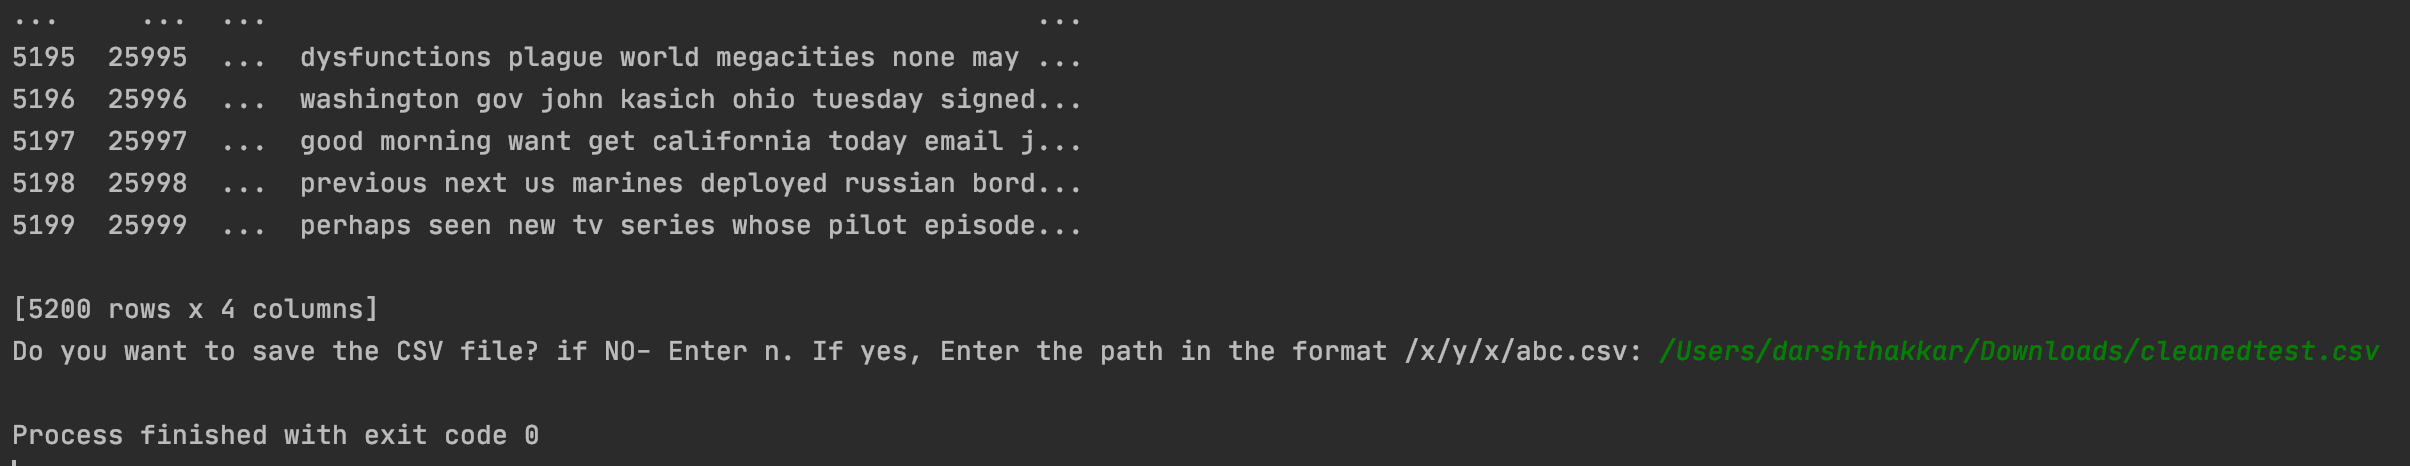 ...     ...  ...                                                ...
5195  25995  ...  dysfunctions plague world megacities none may ...
5196  25996  ...  washington gov john kasich ohio tuesday signed...
5197  25997  ...  good morning want get california today email j...
5198  25998  ...  previous next us marines deployed russian bord...
5199  25999  ...  perhaps seen new tv series whose pilot episode...
[5200 rows x 4 columns]
Do you want to save the CSV file? if NO- Enter n. If yes, Enter the path in the format /x/y/x/abc.csv: /Users/darshthakkar/Downloads/cleanedtest.csv
Process finished with exit code 0